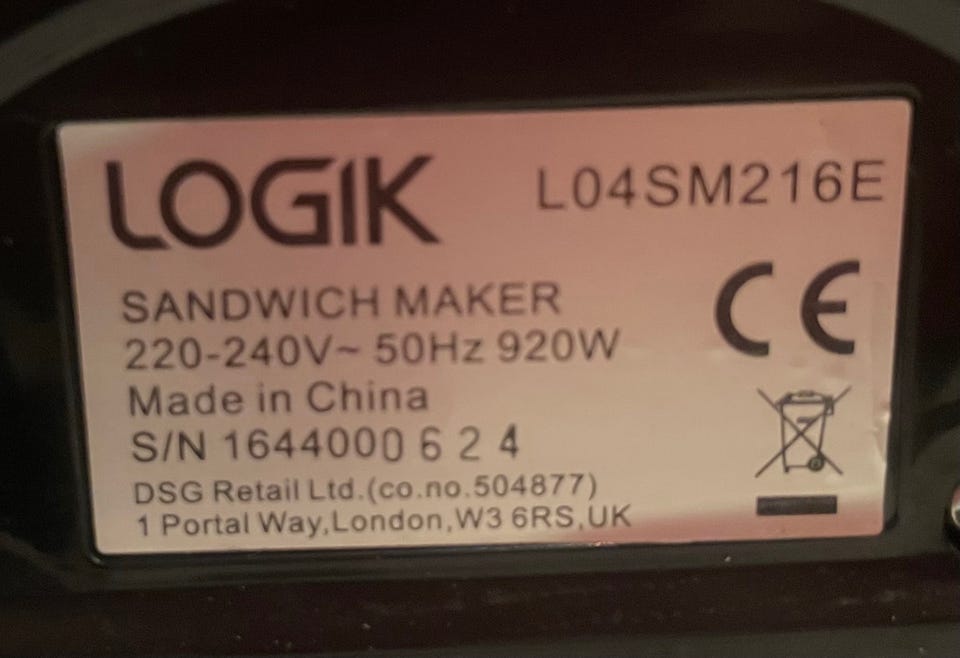 LOGIK L04SM216E
SANDWICH MAKER
220-240V~ 50Hz 920W
Made in China
S/N 1644000 6 2 4
DSG Retail Ltd.(co.no.504877)
1 Portal Way,London,W3 6RS,UK
CE